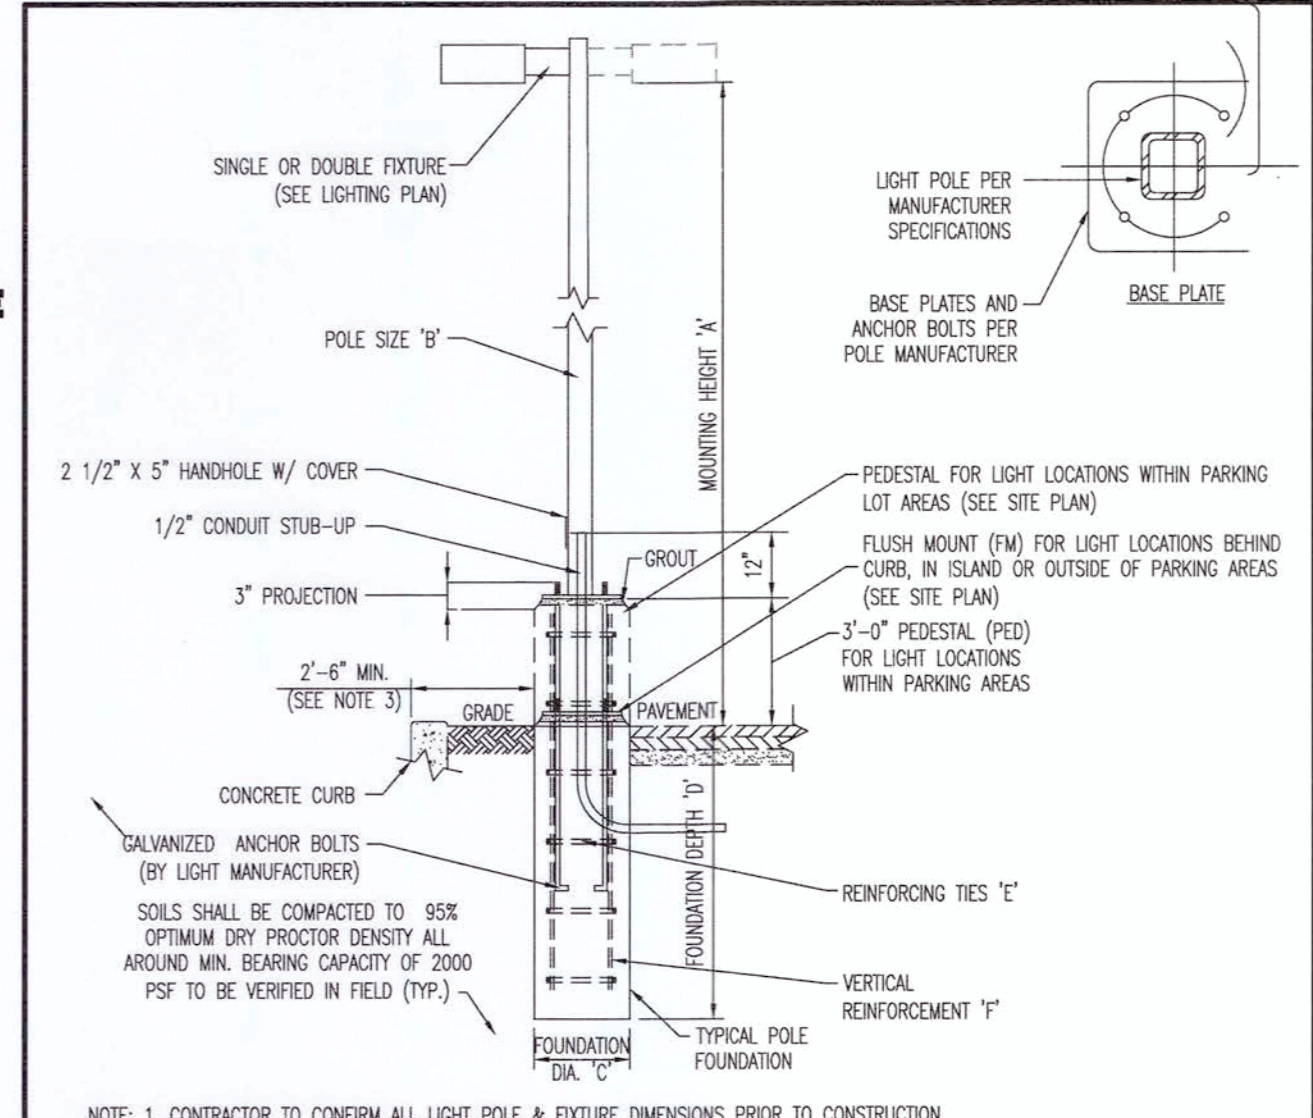 SINGLE OR DOUBLE FIXTURE
(SEE LIGHTING PLAN)
LIGHT POLE PER
MANUFACTURER
SPECIFICATIONS
BASE PLATES AND
ANCHOR BOLTS PER
POLE MANUFACTURER
BASE PLATE
POLE SIZE 'B'
MOUNTING HEIGHT 'A'
2 1/2" X 5" HANDHOLE W/ COVER
1/2" CONDUIT STUB-UP
3" PROJECTION
GROUT
12"
PEDESTAL FOR LIGHT LOCATIONS WITHIN PARKING
LOT AREAS (SEE SITE PLAN)
FLUSH MOUNT (FM) FOR LIGHT LOCATIONS BEHIND
CURB, IN ISLAND OR OUTSIDE OF PARKING AREAS
(SEE SITE PLAN)
3'-0" PEDESTAL (PED)
FOR LIGHT LOCATIONS
WITHIN PARKING AREAS
2'-6" MIN.
(SEE NOTE 3)
GRADE
PAVEMENT
CONCRETE CURB
GALVANIZED ANCHOR BOLTS
(BY LIGHT MANUFACTURER)
SOILS SHALL BE COMPACTED TO 95%
OPTIMUM DRY PROCTOR DENSITY ALL
AROUND MIN. BEARING CAPACITY OF 2000
PSF TO BE VERIFIED IN FIELD (TYP.)
FOUNDATION DEPTH 'D'
REINFORCING TIES 'E'
VERTICAL
REINFORCEMENT 'F'
TYPICAL POLE
FOUNDATION
FOUNDATION
DIA. 'C'
NOTE: 1. CONTRACTOR TO CONFIRM ALL LIGHT POLE & FIXTURE DIMENSIONS PRIOR TO CONSTRUCTION